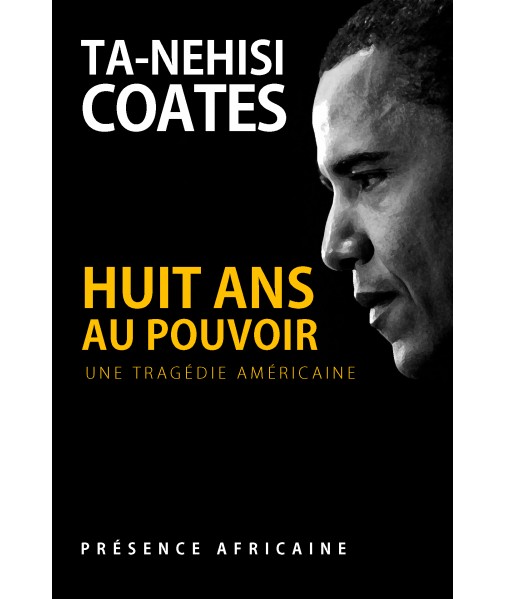 TA-NEHISI
COATES
HUIT ANS
AU POUVOIR
UNE TRAGÉDIE AMÉRICAINE
PRÉSENCE AFRICAINE